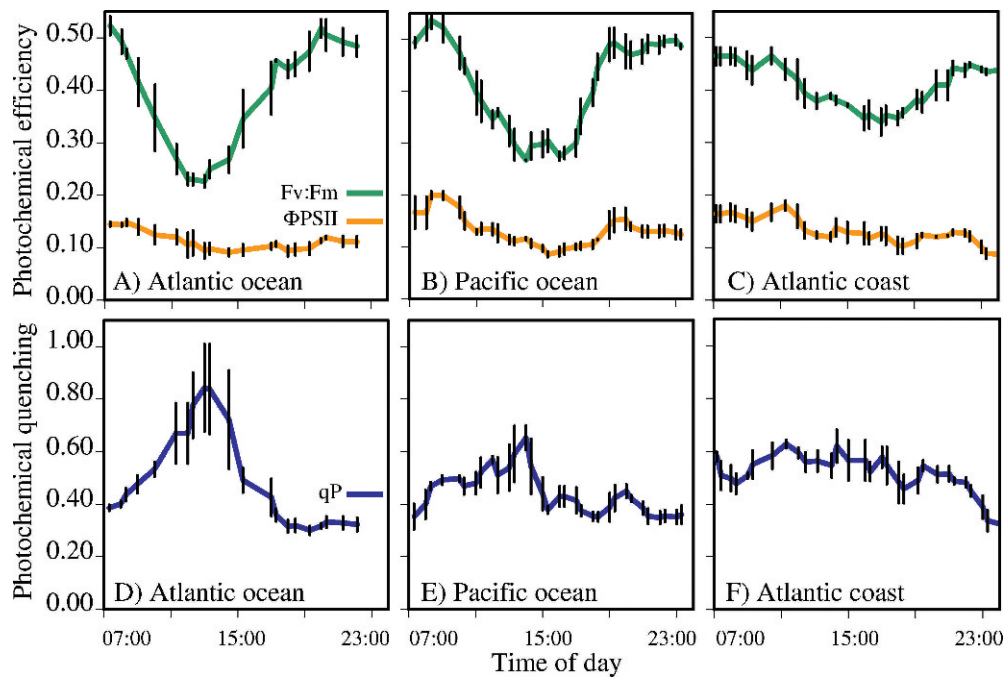 Photochemical efficiency
0.50
0.40
0.30
0.20
0.10
0.00
Fv:Fm
ΦPSII
A) Atlantic ocean
B) Pacific ocean
C) Atlantic coast
Photochemical quenching
1.00
0.80
0.60
0.40
0.20
0.00
qP
D) Atlantic ocean
E) Pacific ocean
F) Atlantic coast
07:00 15:00 23:00 07:00 15:00 23:00 07:00 15:00 23:00
Time of day